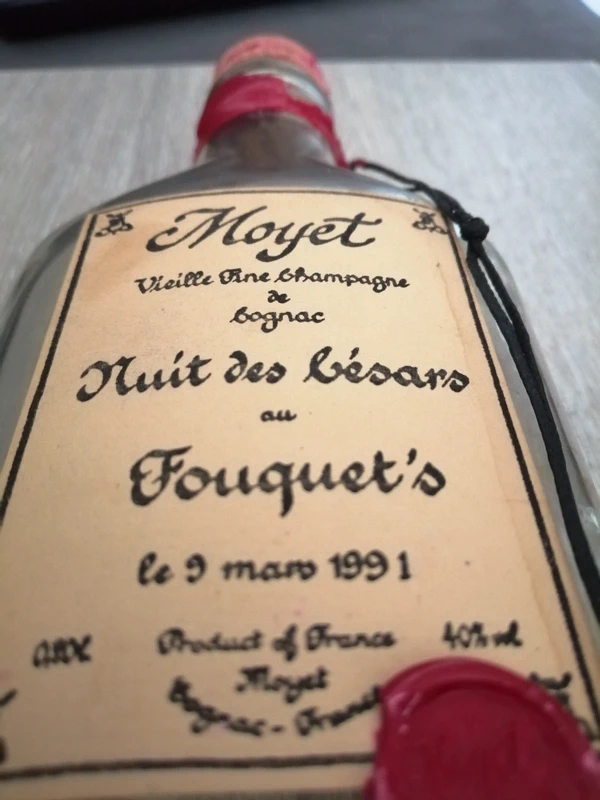 Moyet
Vieille Fine Champagne
de
Cognac
Nuit des Césars
au
Fouquet's
le 9 mars 1991
Product of France
40% vol
Moyet
Cognac - France